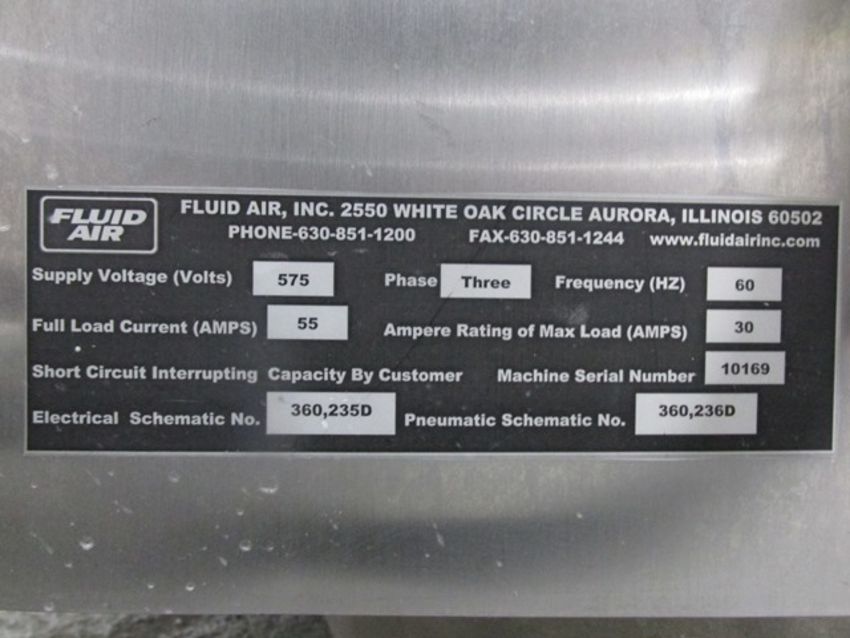 FLUID AIR
FLUID AIR, INC. 2550 WHITE OAK CIRCLE AURORA, ILLINOIS 60502
PHONE-630-851-1200 FAX-630-851-1244 www.fluidairinc.com
Supply Voltage (Volts) 575 Phase Three Frequency (HZ) 60
Full Load Current (AMPS) 55 Ampere Rating of Max Load (AMPS) 30
Short Circuit Interrupting Capacity By Customer Machine Serial Number 10169
Electrical Schematic No. 360,235D Pneumatic Schematic No. 360,236D